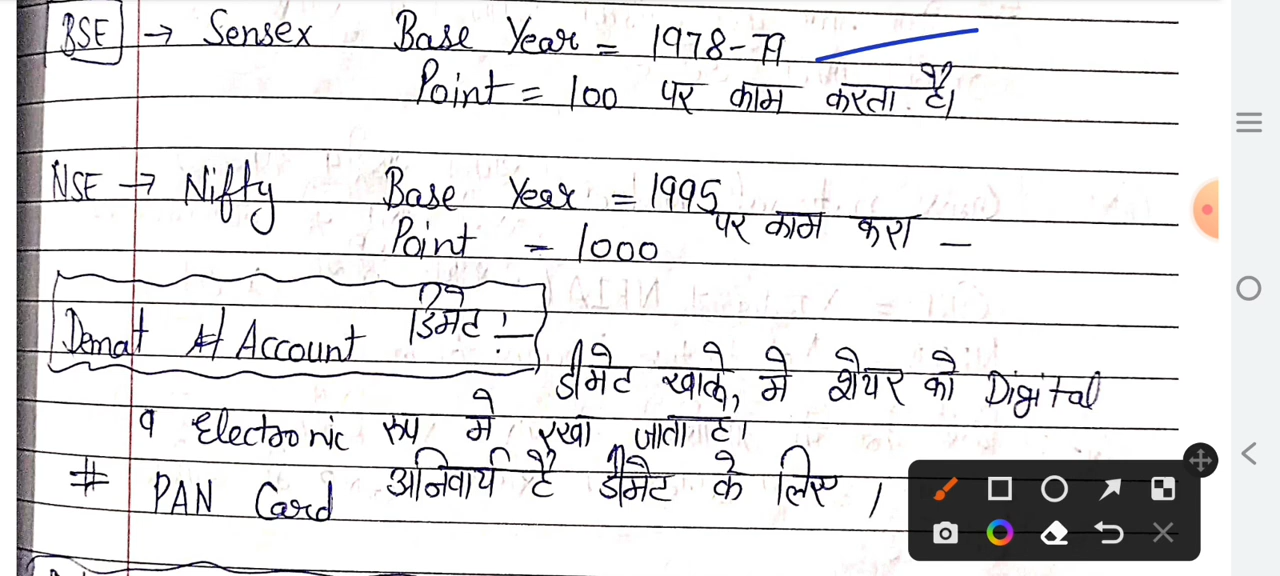 BSE → Sensex Base Year = 1978-79
Point = 100 पर काम करता है।
NSE → Nifty Base Year = 1995
Point = 1000 पर काम करा —
Demat Account डिमेट :-
डीमेट खाके, मे शेयर को Digital
व Electronic रुप मे रखा जाता है।
# PAN Card अनिवार्य है डीमेट के लिए।